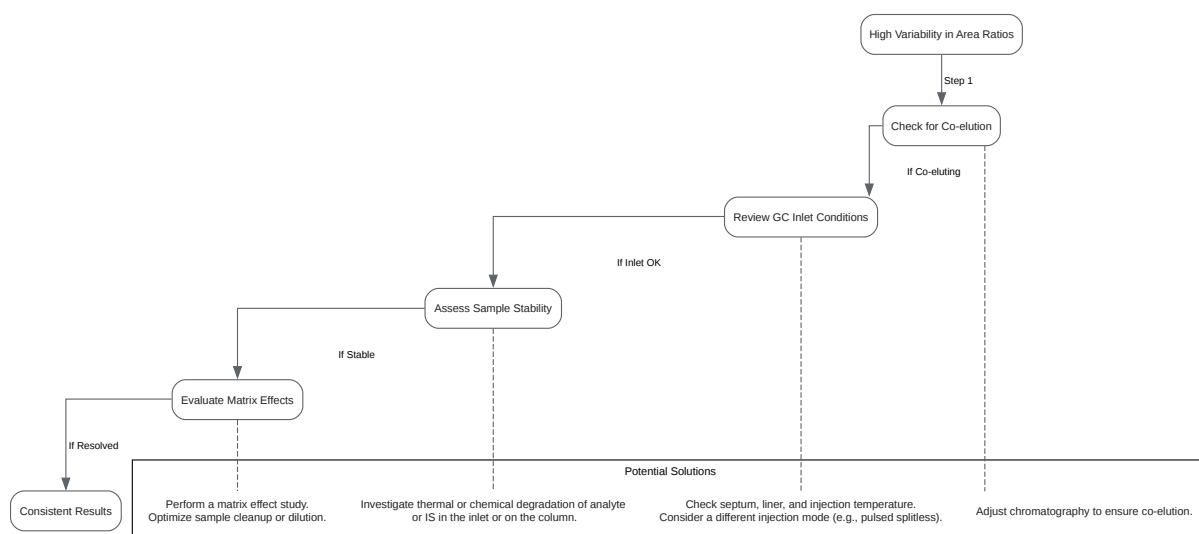 High Variability in Area Ratios
Step 1
Check for Co-elution
If Co-eluting
Review GC Inlet Conditions
If Inlet OK
Assess Sample Stability
If Stable
Evaluate Matrix Effects
If Resolved
Consistent Results
Potential Solutions
Perform a matrix effect study.
Optimize sample cleanup or dilution.
Investigate thermal or chemical degradation of analyte
or IS in the inlet or on the column.
Check septum, liner, and injection temperature.
Consider a different injection mode (e.g., pulsed splitless).
Adjust chromatography to ensure co-elution.